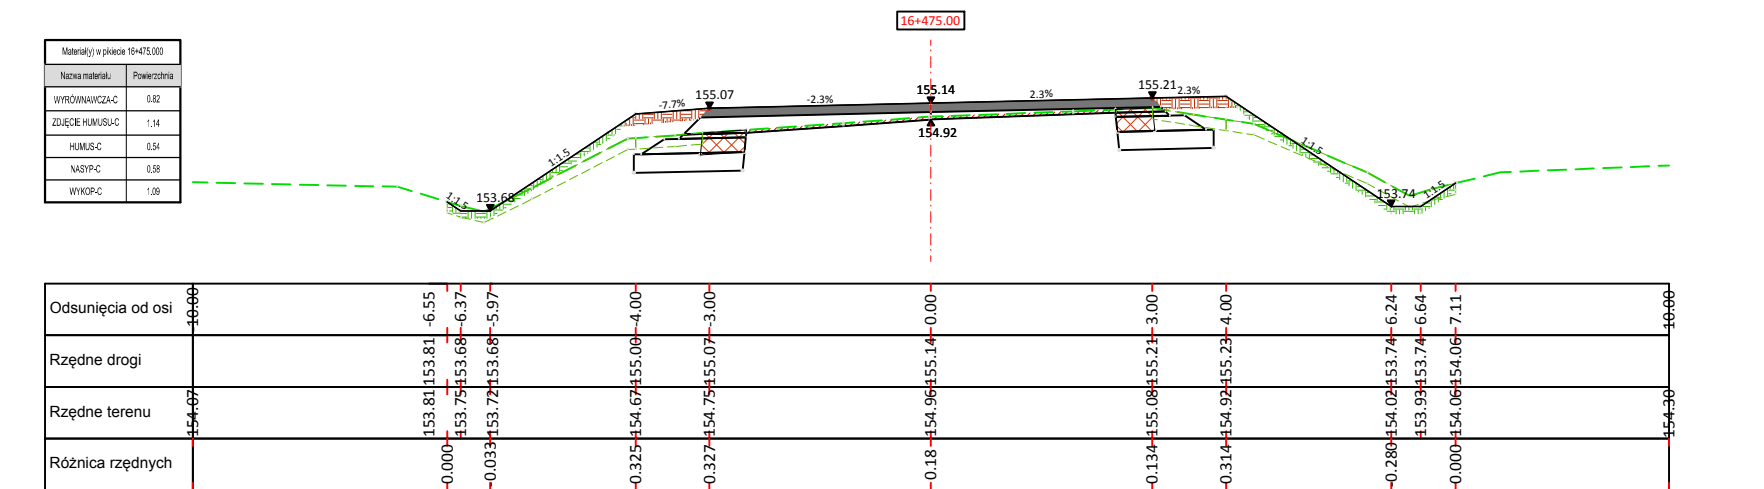 16+475.00
Materiał(y) w pikiecie 16+475.000
Nazwa materiału Powierzchnia
WYRÓWNAWCZA-C 0.82
ZDJĘCIE HUMUSU-C 1.14
HUMUS-C 0.54
NASYP-C 0.58
WYKOP-C 1.09
-7.7% 155.07 -2.3% 155.14 2.3% 155.21 2.3%
154.92
1:1.5 153.68 1:1.5 1:1.5 153.74 1:1.5
Odsunięcia od osi 10.00 -6.55 -6.37 -5.97 -4.00 -3.00 0.00 3.00 4.00 6.24 6.64 7.11 10.00
Rzędne drogi 153.81 153.68 153.68 155.00 155.07 155.14 155.21 155.23 153.74 153.74 154.06
Rzędne terenu 154.07 153.81 153.75 153.72 154.67 154.75 154.96 155.08 154.92 154.02 153.93 154.06 154.30
Różnica rzędnych 0.000 -0.033 0.325 0.327 0.18 0.134 0.314 -0.280 0.000